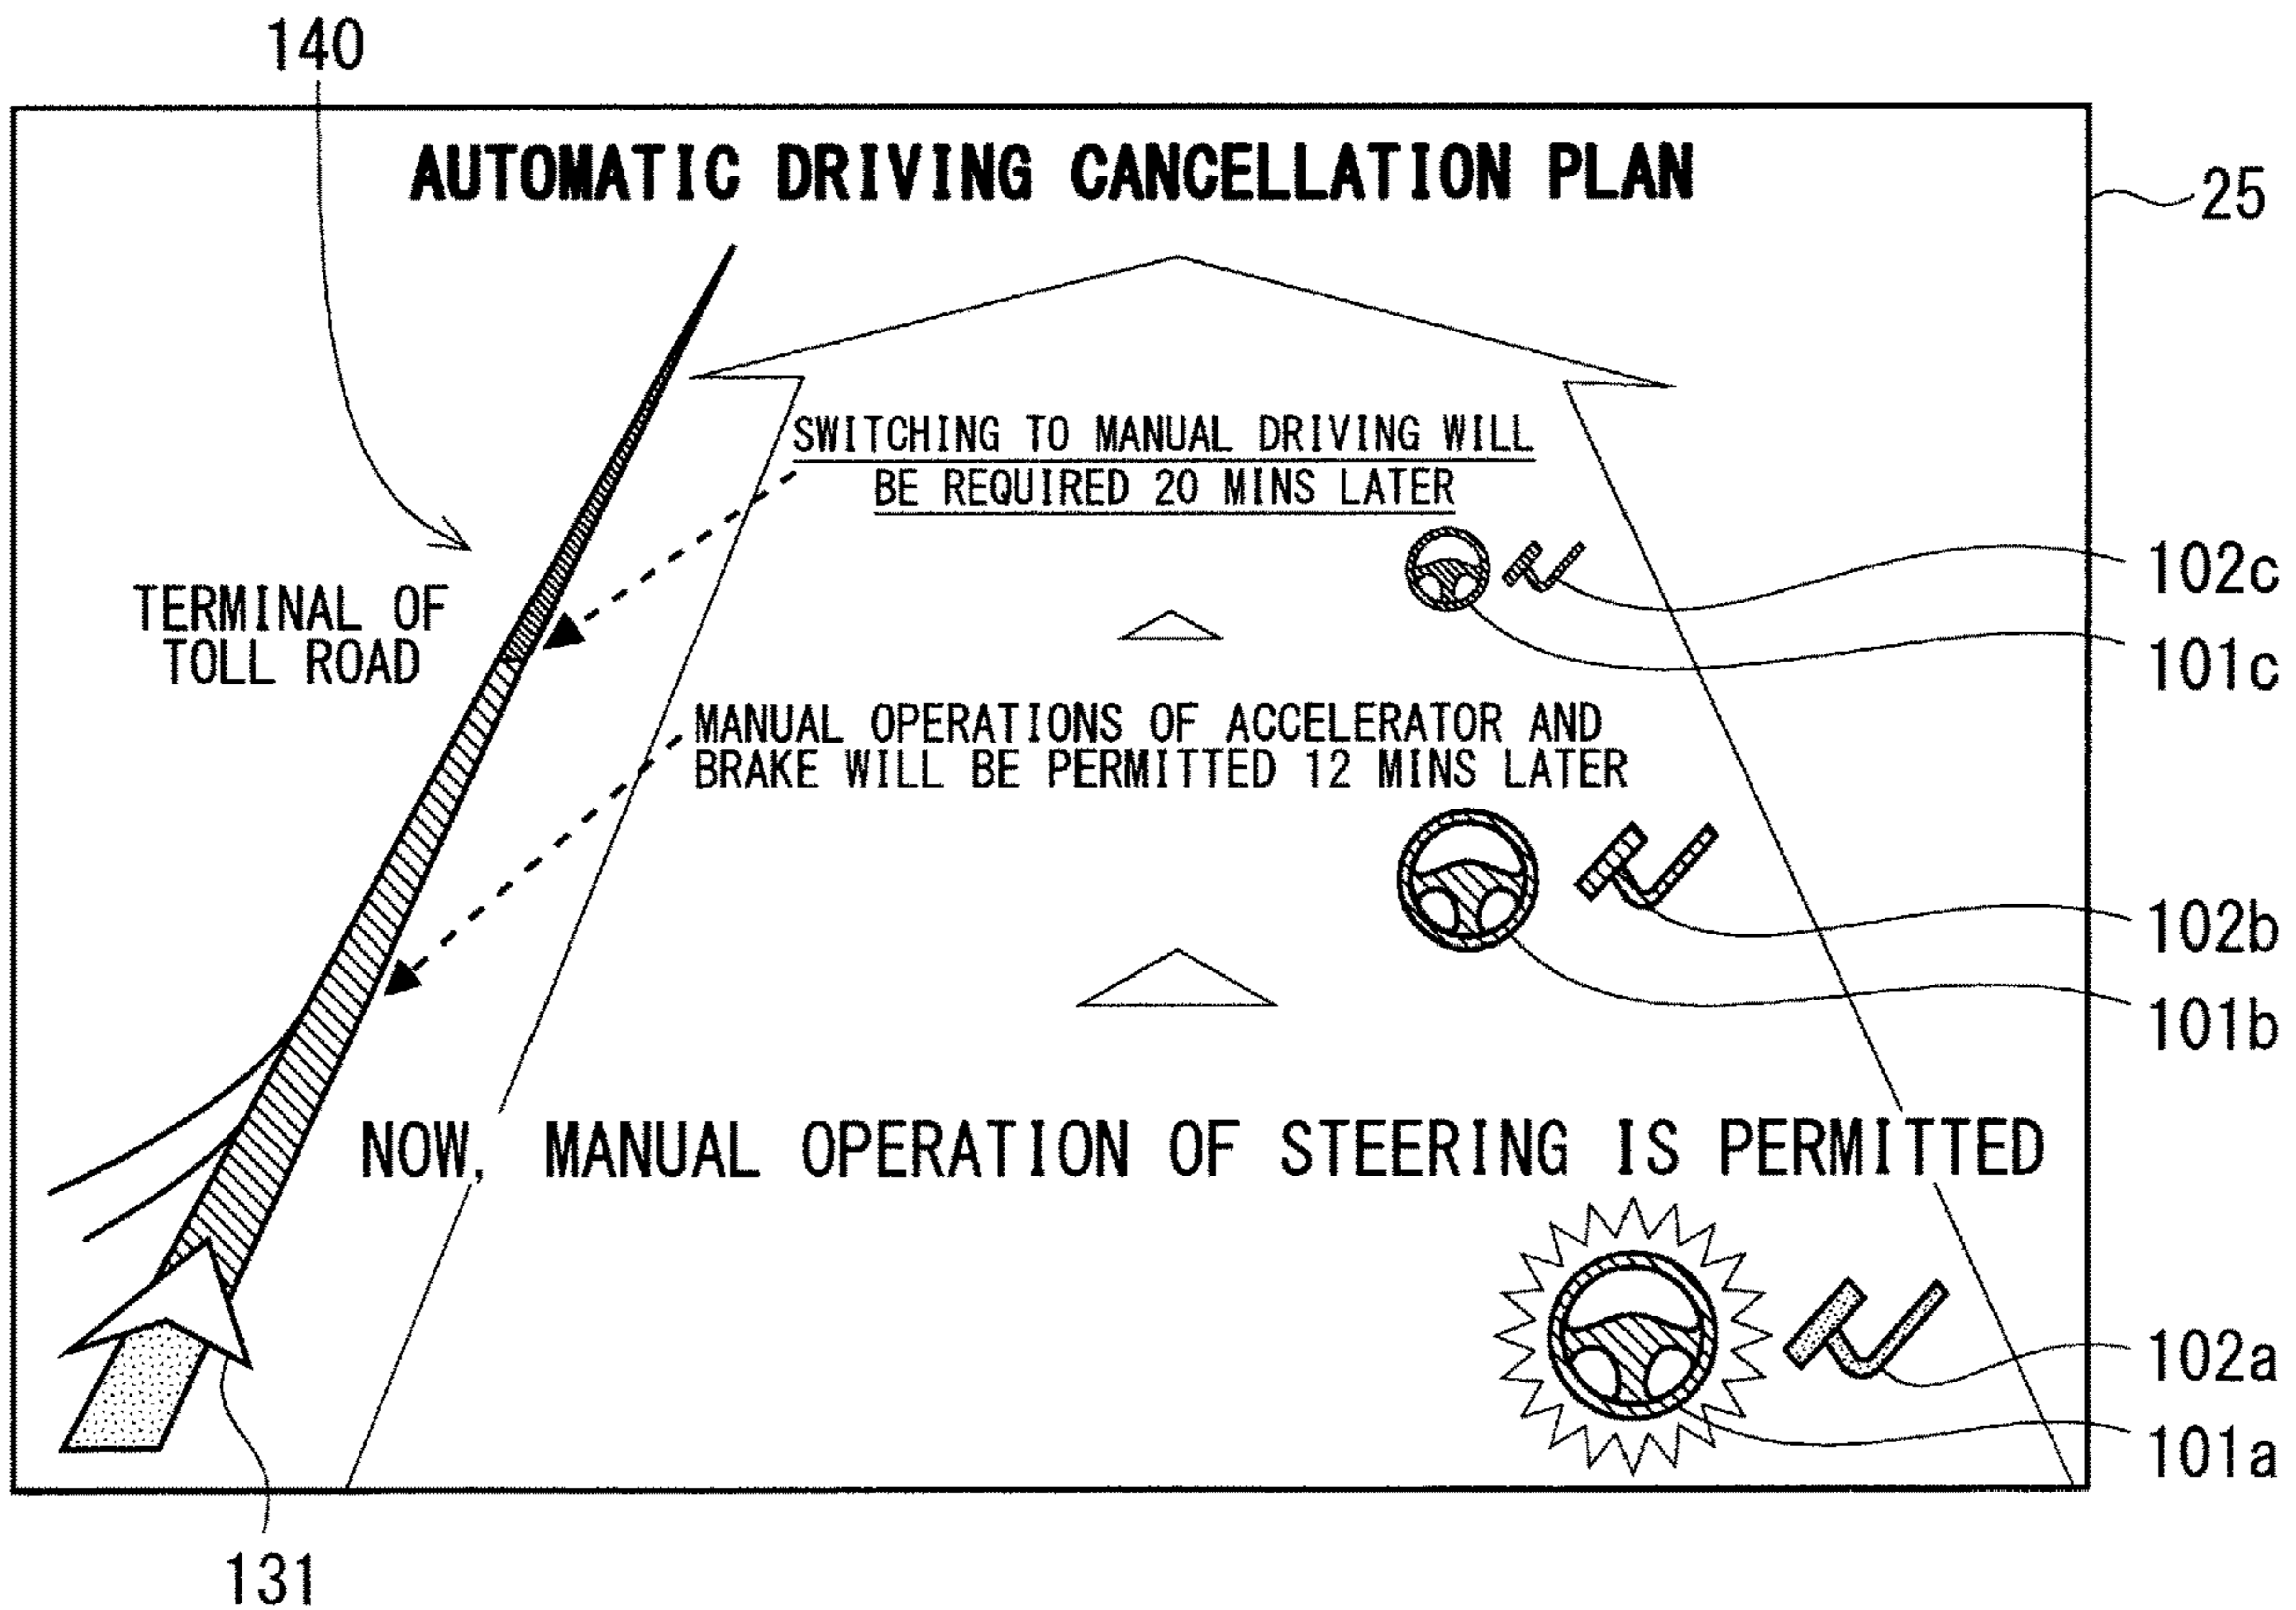 140
AUTOMATIC DRIVING CANCELLATION PLAN
25
SWITCHING TO MANUAL DRIVING WILL
BE REQUIRED 20 MINS LATER
102c
TERMINAL OF
TOLL ROAD
101c
MANUAL OPERATIONS OF ACCELERATOR AND
BRAKE WILL BE PERMITTED 12 MINS LATER
102b
101b
NOW, MANUAL OPERATION OF STEERING IS PERMITTED
102a
101a
131